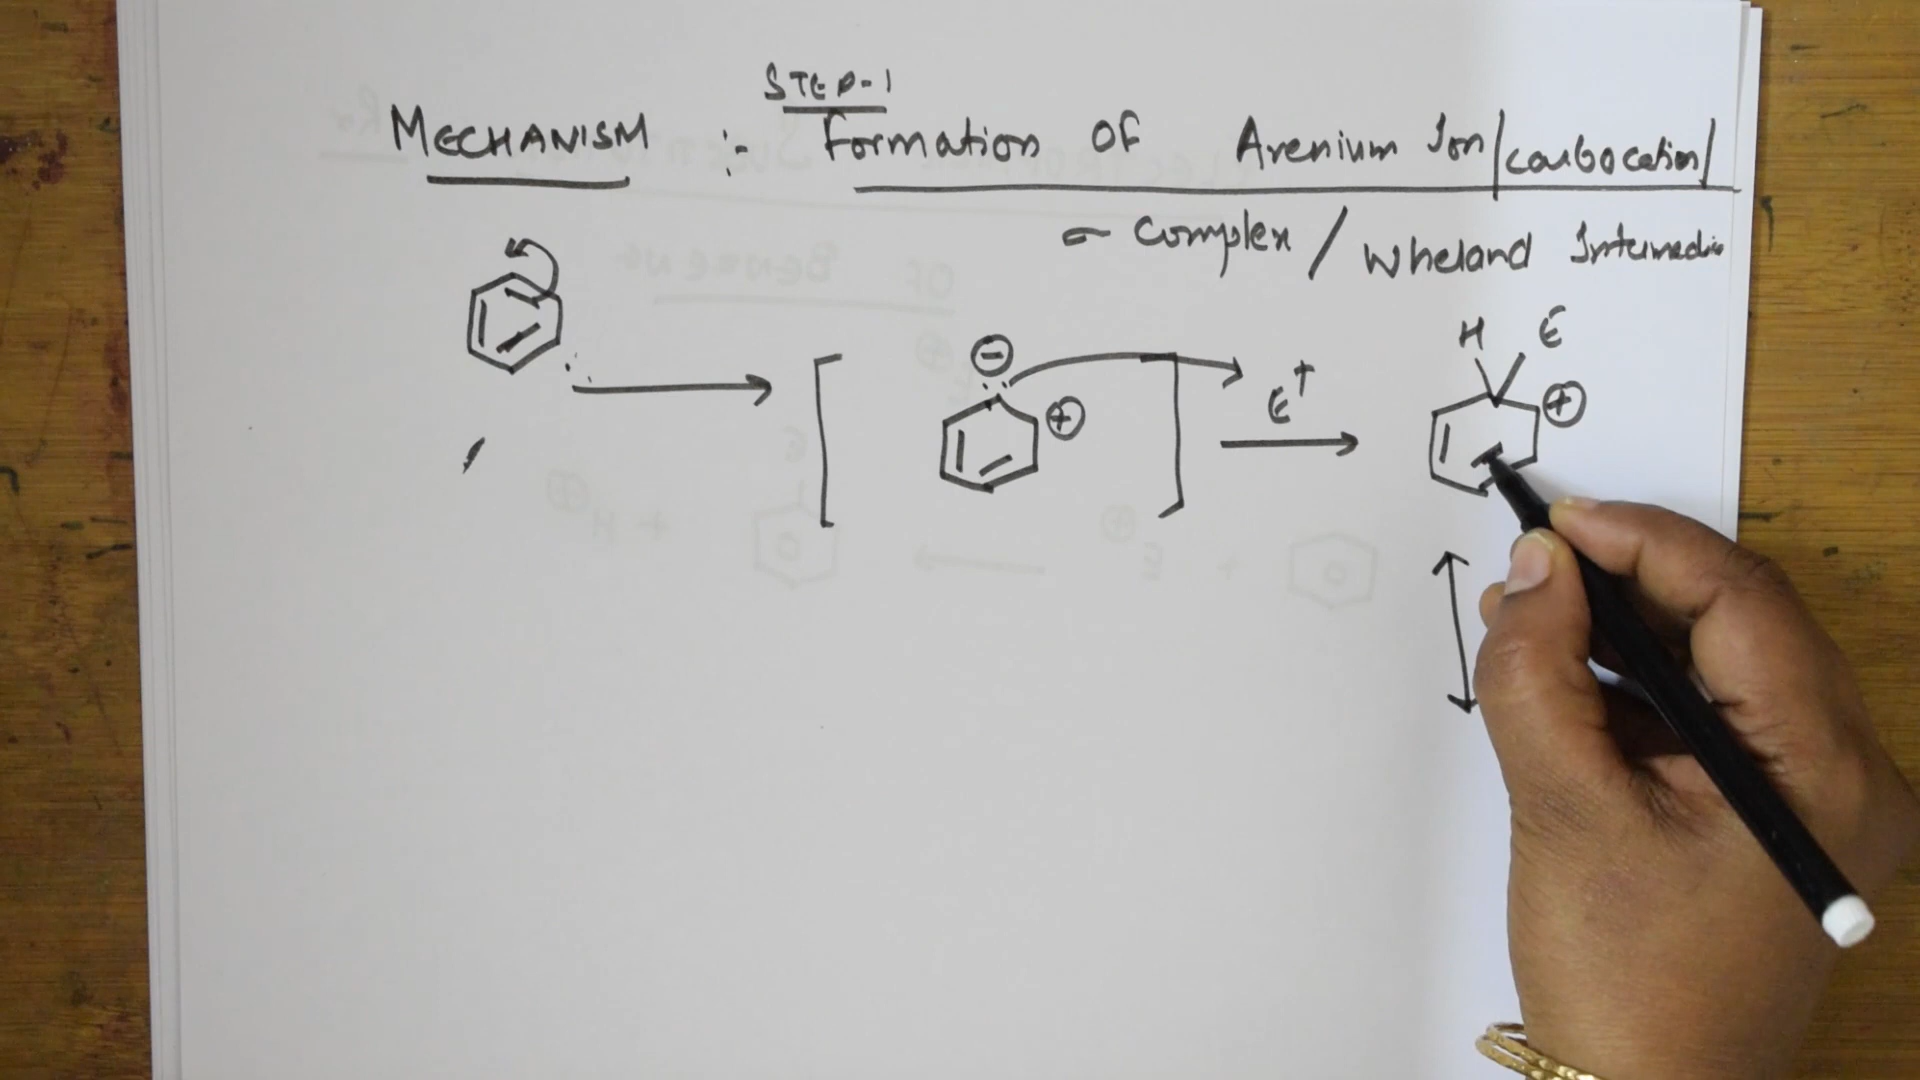 STEP-1
MECHANISM :- Formation OF Arenium Ion/carbocation/
σ- Complex / Wheland Intermedia
H E
⊖
⊕
E+
⊕